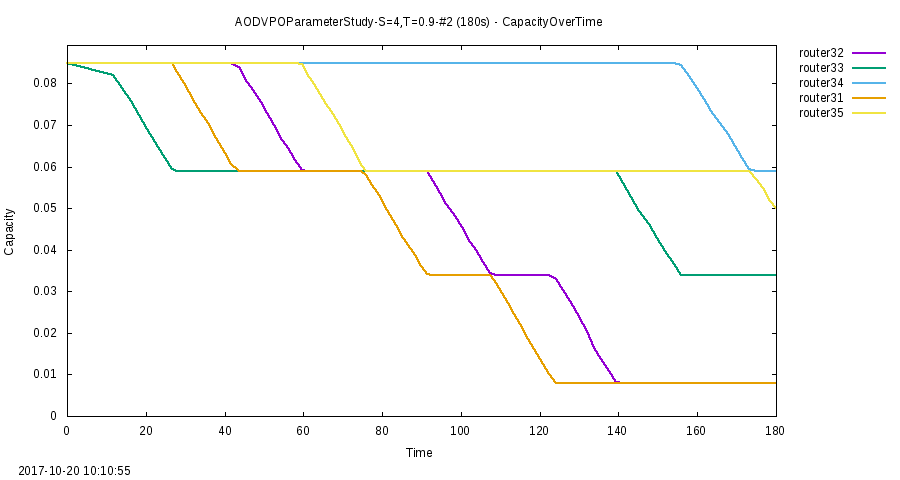 AODVPOParameterStudy-S=4,T=0.9-#2 (180s) - CapacityOverTime
router32
router33
router34
router31
router35
0.08
0.07
0.06
0.05
0.04
0.03
0.02
0.01
0
Capacity
0 20 40 60 80 100 120 140 160 180
Time
2017-10-20 10:10:55